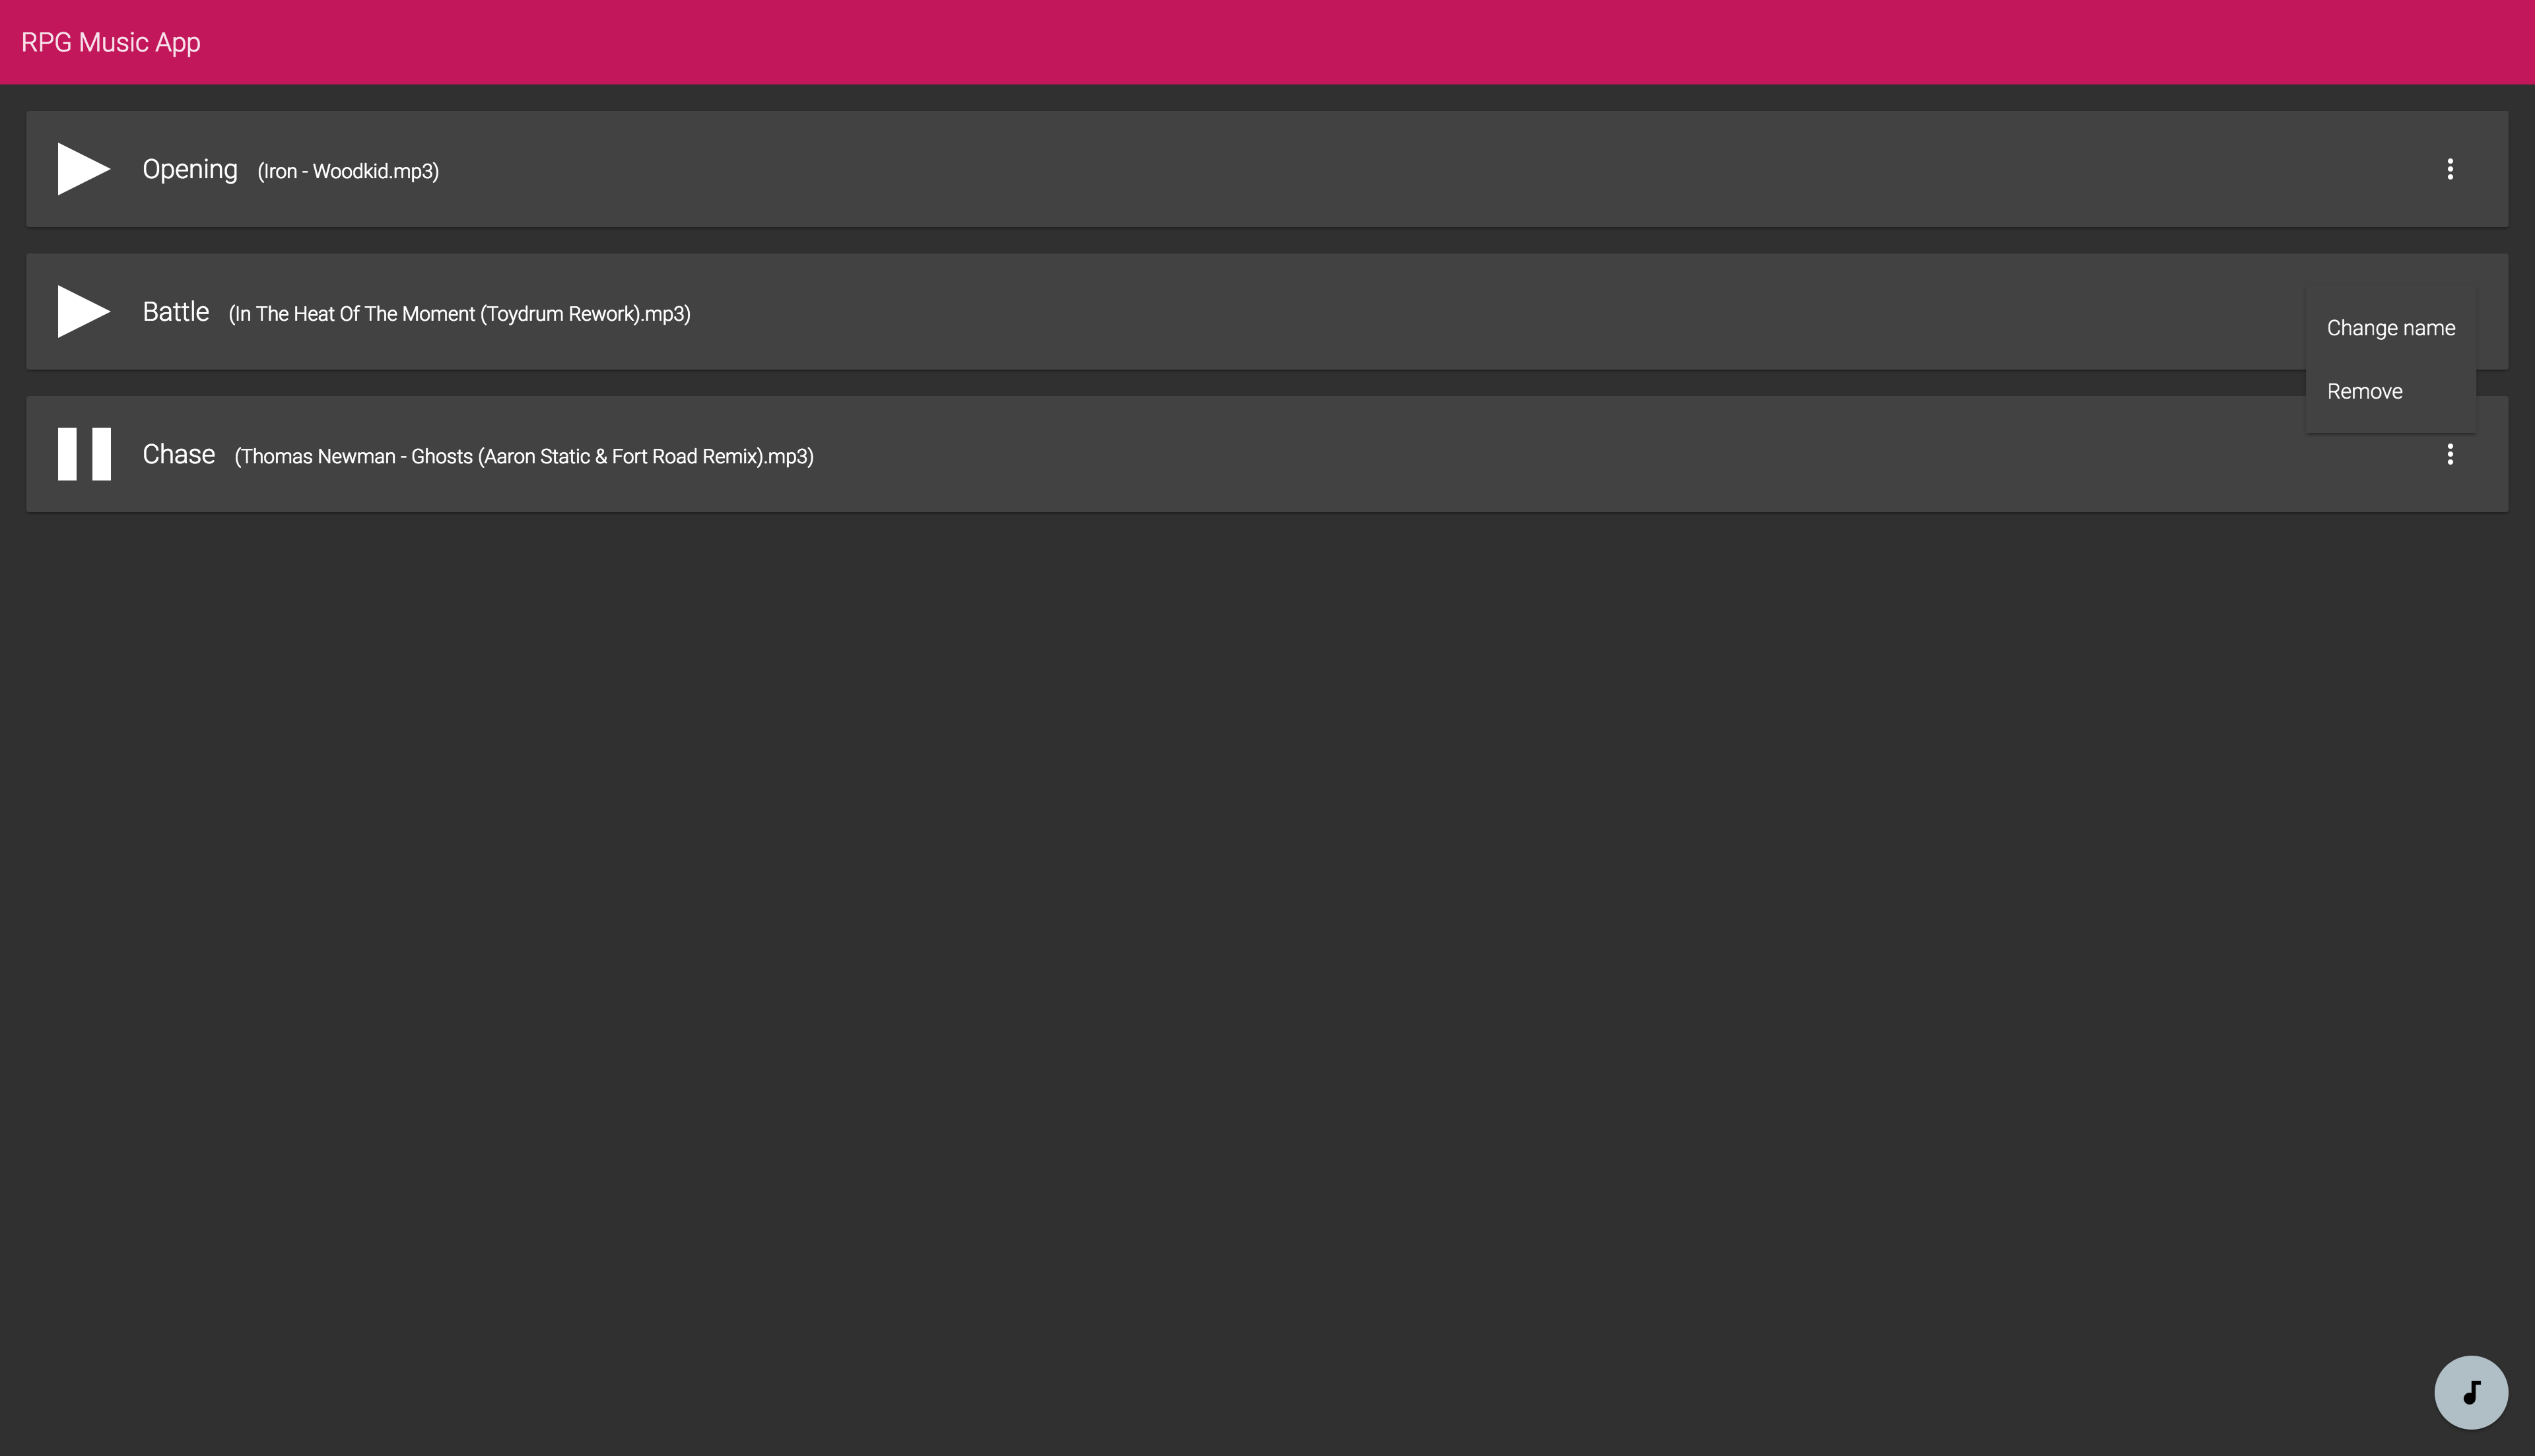 RPG Music App
Opening (Iron - Woodkid.mp3)
Battle (In The Heat Of The Moment (Toydrum Rework).mp3)
Change name
Remove
Chase (Thomas Newman - Ghosts (Aaron Static & Fort Road Remix).mp3)